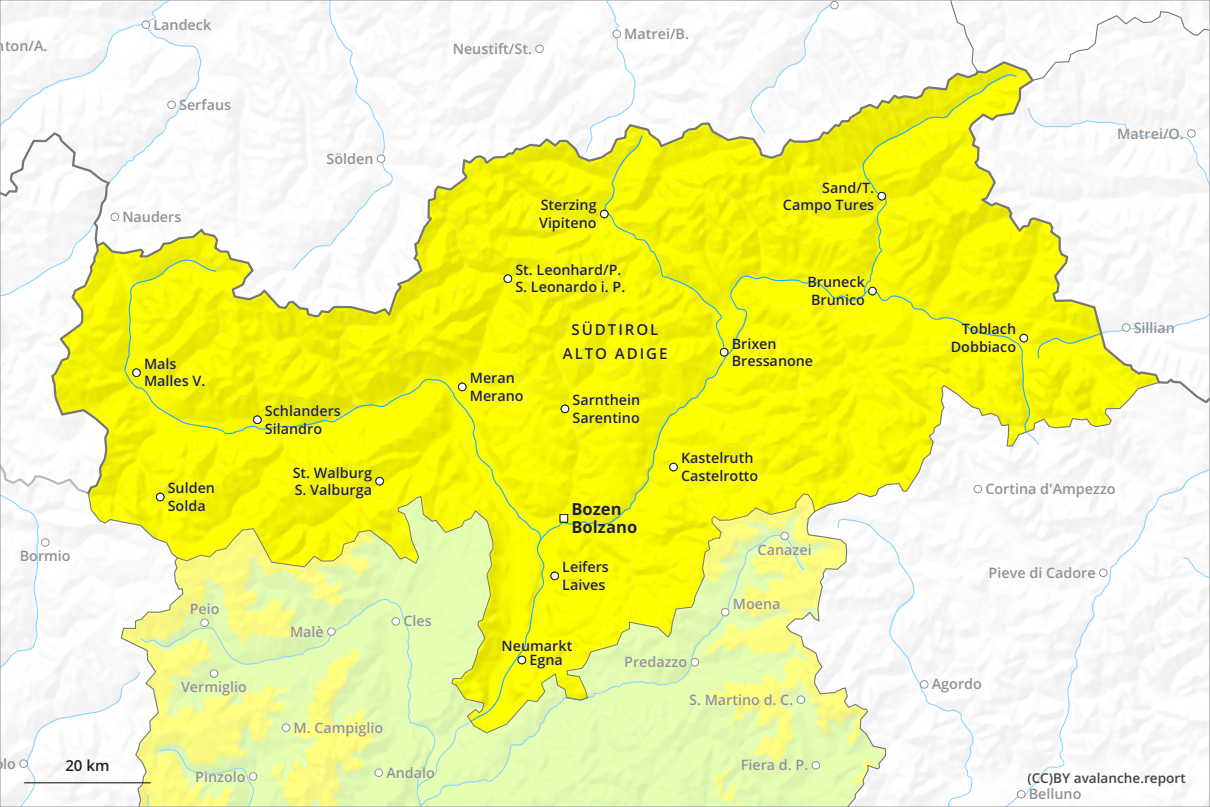 Landeck
nton/A.
Neustift/St.
Matrei/B.
Serfaus
Matrei/O.
Sölden
Nauders
Sand/T.
Campo Tures
Sterzing
Vipiteno
St. Leonhard/P.
S. Leonardo i. P.
Bruneck
Brunico
SÜDTIROL
ALTO ADIGE
Toblach
Dobbiaco
Sillian
Brixen
Bressanone
Mals
Malles V.
Meran
Merano
Sarnthein
Sarentino
Schlanders
Silandro
Kastelruth
Castelrotto
St. Walburg
S. Valburga
Sulden
Solda
Cortina d'Ampezzo
Bozen
Bolzano
Bormio
Canazei
Leifers
Laives
Pieve di Cadore
Peio
Moena
Cles
Malè
Neumarkt
Egna
Predazzo
Vermiglio
Agordo
S. Martino d. C.
M. Campiglio
olo
20 km
Pinzolo
Andalo
Fiera d. P.
(CC)BY avalanche.report
Belluno